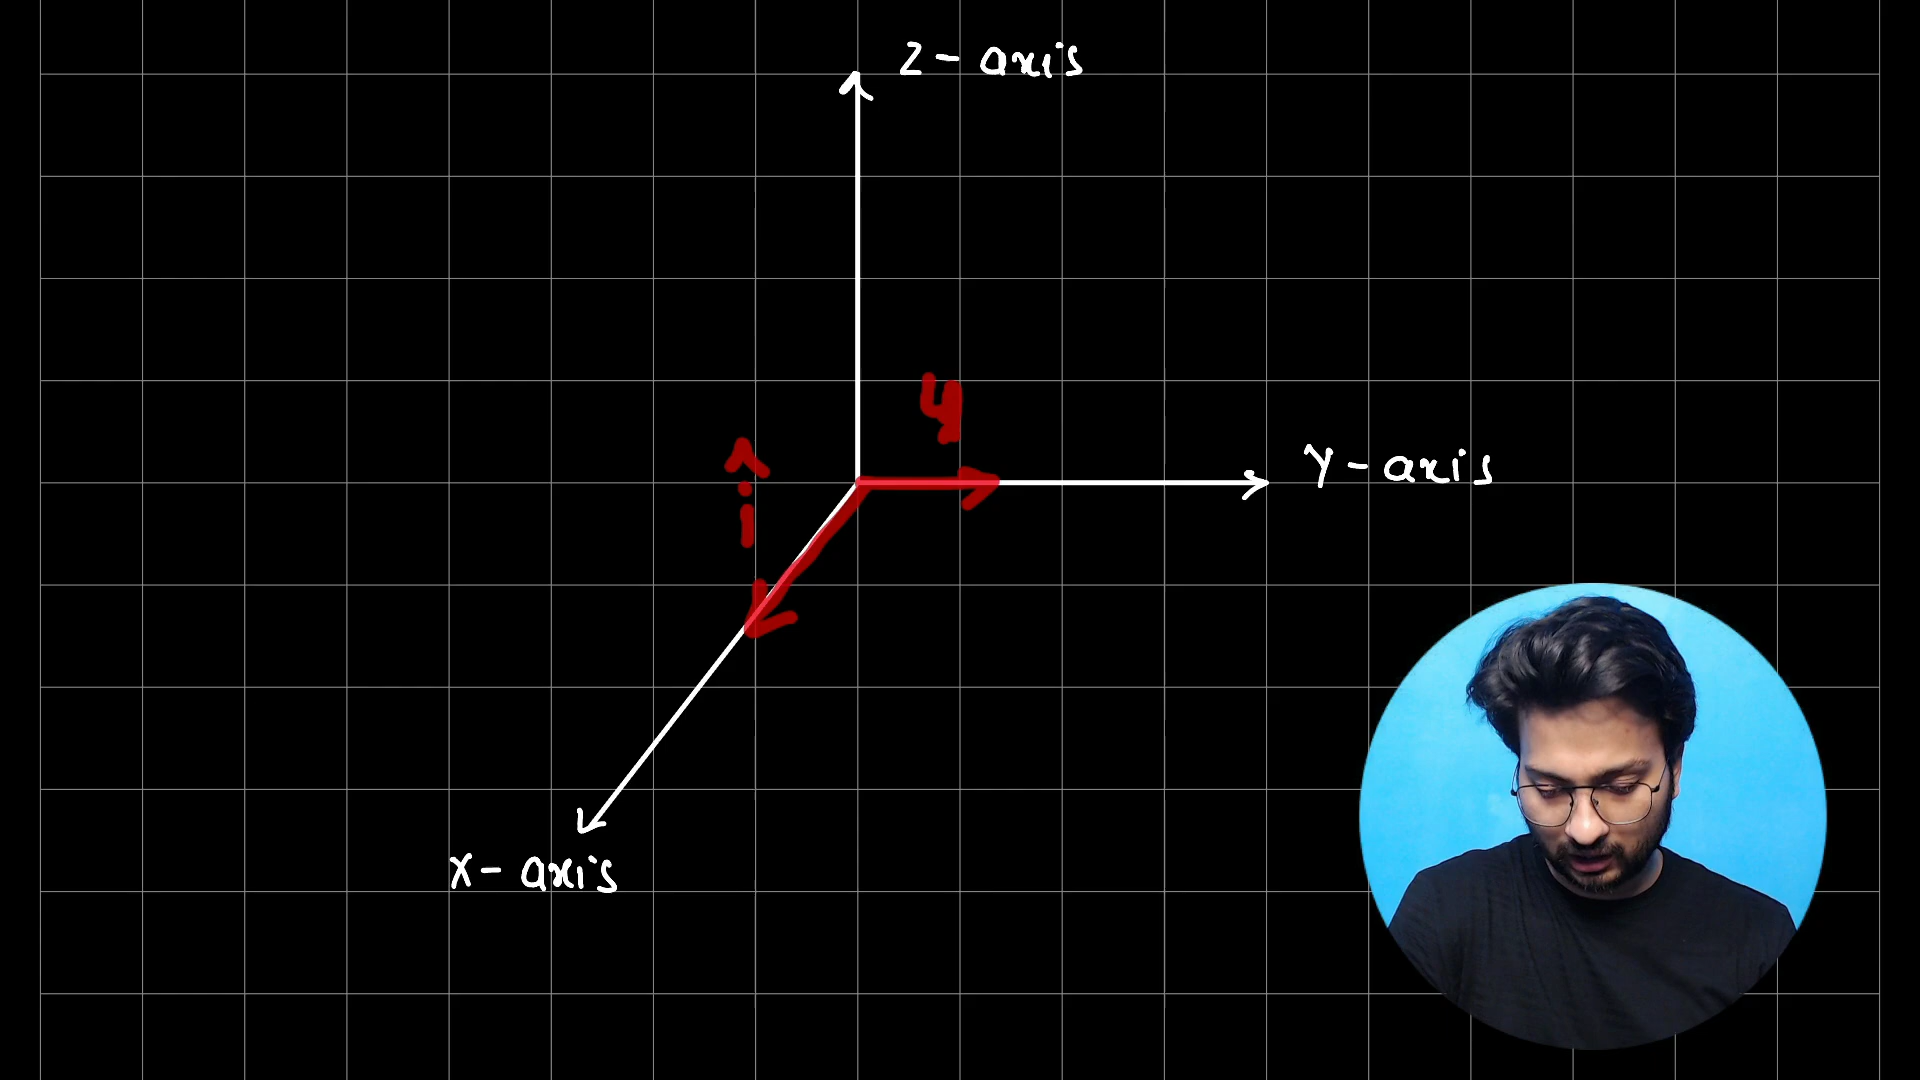 z - axis
y
î
y - axis
x - axis